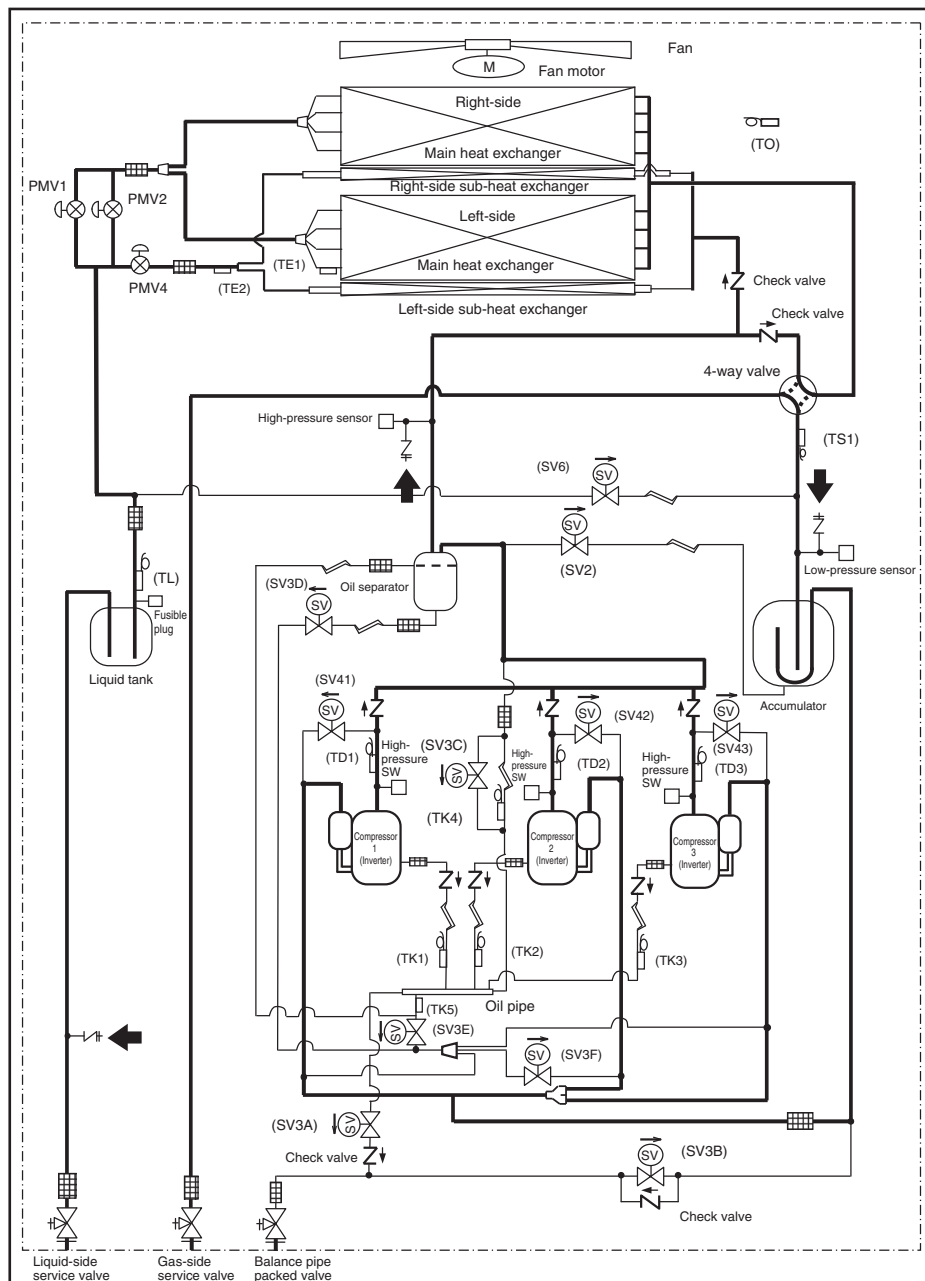 Fan
M
Fan motor
Right-side
Main heat exchanger
(TO)
Right-side sub-heat exchanger
PMV1
PMV2
Left-side
Main heat exchanger
(TE1)
(TE2)
PMV4
Left-side sub-heat exchanger
Check valve
Check valve
4-way valve
High-pressure sensor
(TS1)
(SV6)
SV
SV
(SV2)
Low-pressure sensor
(TL)
Fusible
plug
Liquid tank
Oil separator
(SV3D)
SV
Accumulator
(SV41)
SV
(SV42)
SV
(SV43)
SV
(TD1)
High-
pressure
SW
(SV3C)
SV
High-
pressure
SW
(TD2)
High-
pressure
SW
(TD3)
(TK4)
Compressor
1
(Inverter)
Compressor
2
(Inverter)
Compressor
3
(Inverter)
(TK1)
(TK2)
(TK3)
Oil pipe
(TK5)
SV
(SV3E)
SV
(SV3F)
(SV3A)
SV
Check valve
SV
(SV3B)
Check valve
Liquid-side
service valve
Gas-side
service valve
Balance pipe
packed valve